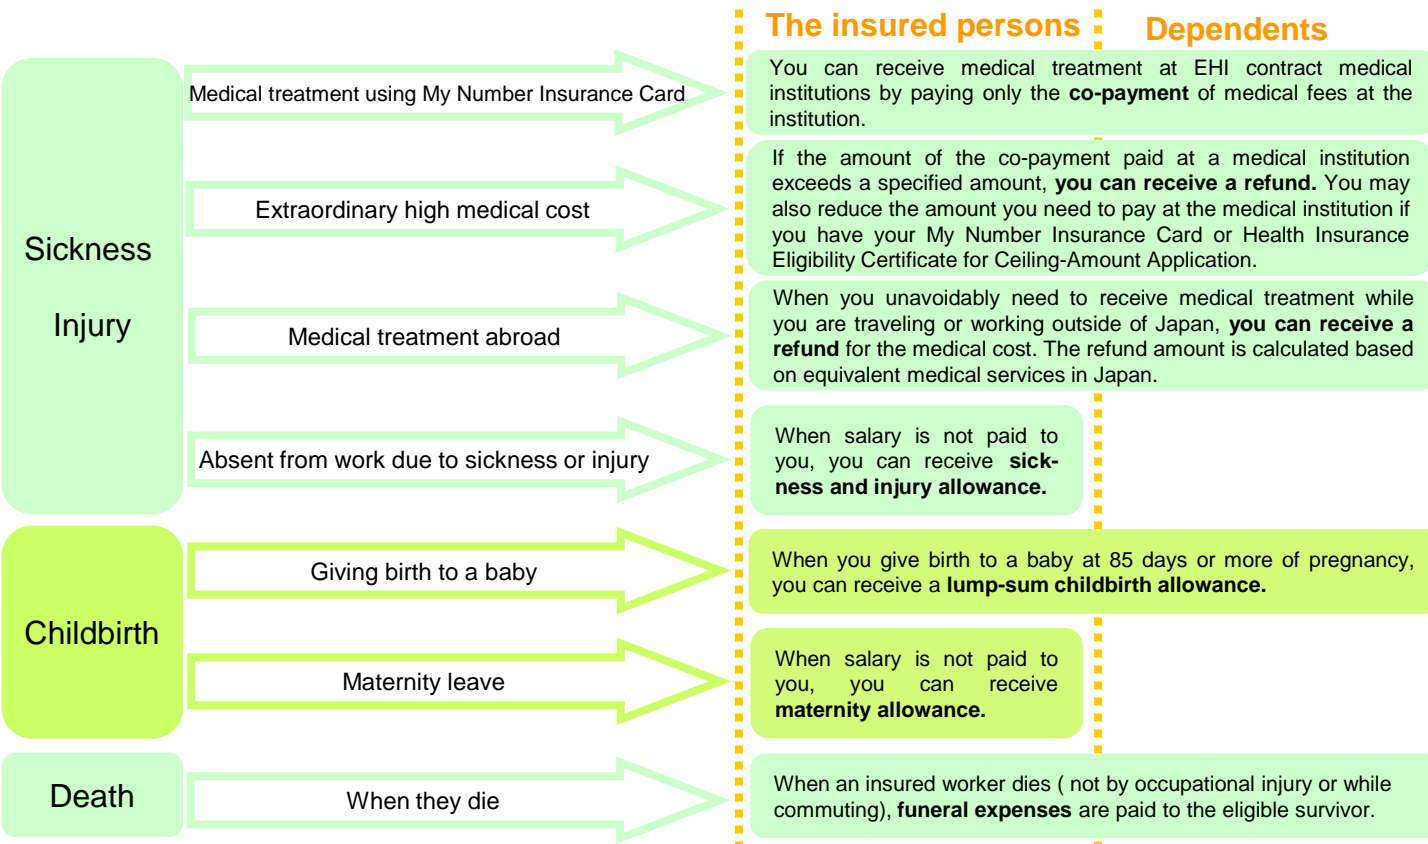 The insured persons
Dependents
Sickness
Injury
Medical treatment using My Number Insurance Card
You can receive medical treatment at EHI contract medical
institutions by paying only the co-payment of medical fees at the
institution.
Extraordinary high medical cost
If the amount of the co-payment paid at a medical institution
exceeds a specified amount, you can receive a refund. You may
also reduce the amount you need to pay at the medical institution if
you have your My Number Insurance Card or Health Insurance
Eligibility Certificate for Ceiling-Amount Application.
Medical treatment abroad
When you unavoidably need to receive medical treatment while
you are traveling or working outside of Japan, you can receive a
refund for the medical cost. The refund amount is calculated based
on equivalent medical services in Japan.
Absent from work due to sickness or injury
When salary is not paid to
you, you can receive sick-
ness and injury allowance.
Childbirth
Giving birth to a baby
When you give birth to a baby at 85 days or more of pregnancy,
you can receive a lump-sum childbirth allowance.
Maternity leave
When salary is not paid to
you, you can receive
maternity allowance.
Death
When they die
When an insured worker dies ( not by occupational injury or while
commuting), funeral expenses are paid to the eligible survivor.